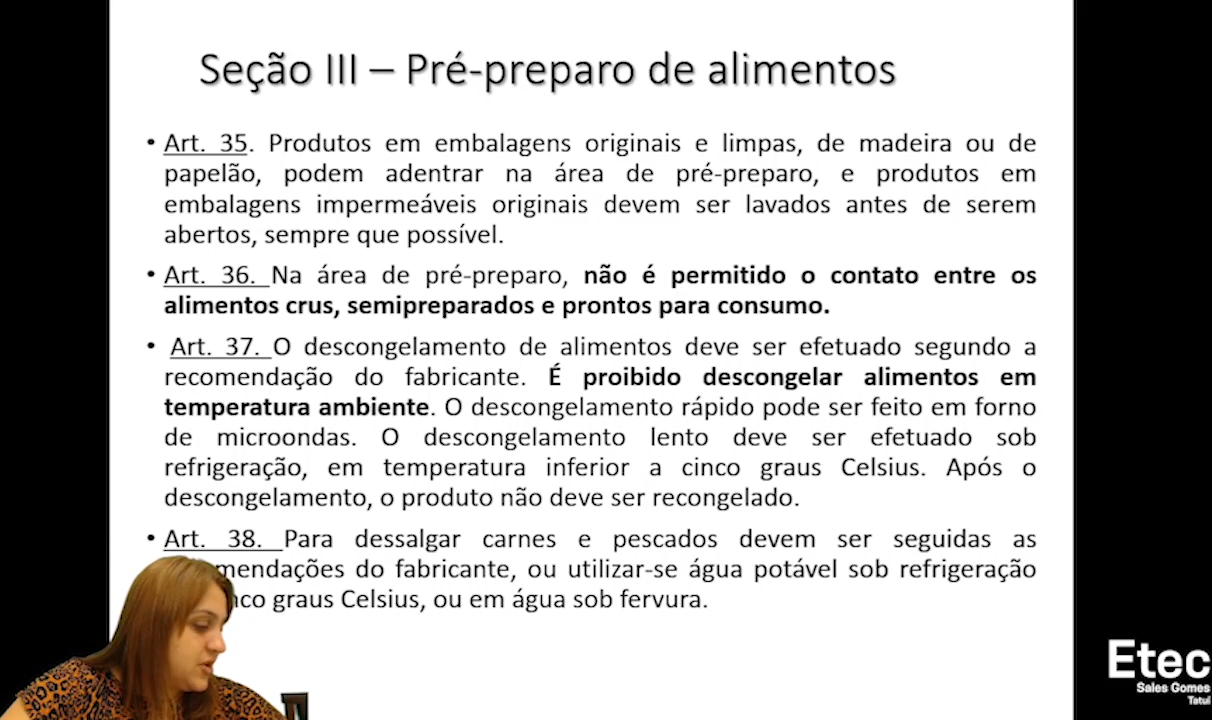 Seção III – Pré-preparo de alimentos
• Art. 35. Produtos em embalagens originais e limpas, de madeira ou de
papelão, podem adentrar na área de pré-preparo, e produtos em
embalagens impermeáveis originais devem ser lavados antes de serem
abertos, sempre que possível.
• Art. 36. Na área de pré-preparo, não é permitido o contato entre os
alimentos crus, semipreparados e prontos para consumo.
• Art. 37. O descongelamento de alimentos deve ser efetuado segundo a
recomendação do fabricante. É proibido descongelar alimentos em
temperatura ambiente. O descongelamento rápido pode ser feito em forno
de microondas. O descongelamento lento deve ser efetuado sob
refrigeração, em temperatura inferior a cinco graus Celsius. Após o
descongelamento, o produto não deve ser recongelado.
• Art. 38. Para dessalgar carnes e pescados devem ser seguidas as
mendações do fabricante, ou utilizar-se água potável sob refrigeração
nco graus Celsius, ou em água sob fervura.
Etec
Sales Gomes
Tatuí